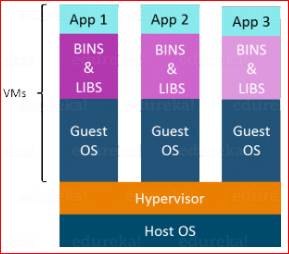 App 1
App 2
App 3
BINS
&
LIBS
BINS
&
LIBS
BINS
&
LIBS
VMs
Guest
OS
Guest
OS
Guest
OS
Hypervisor
Host OS
edureka!